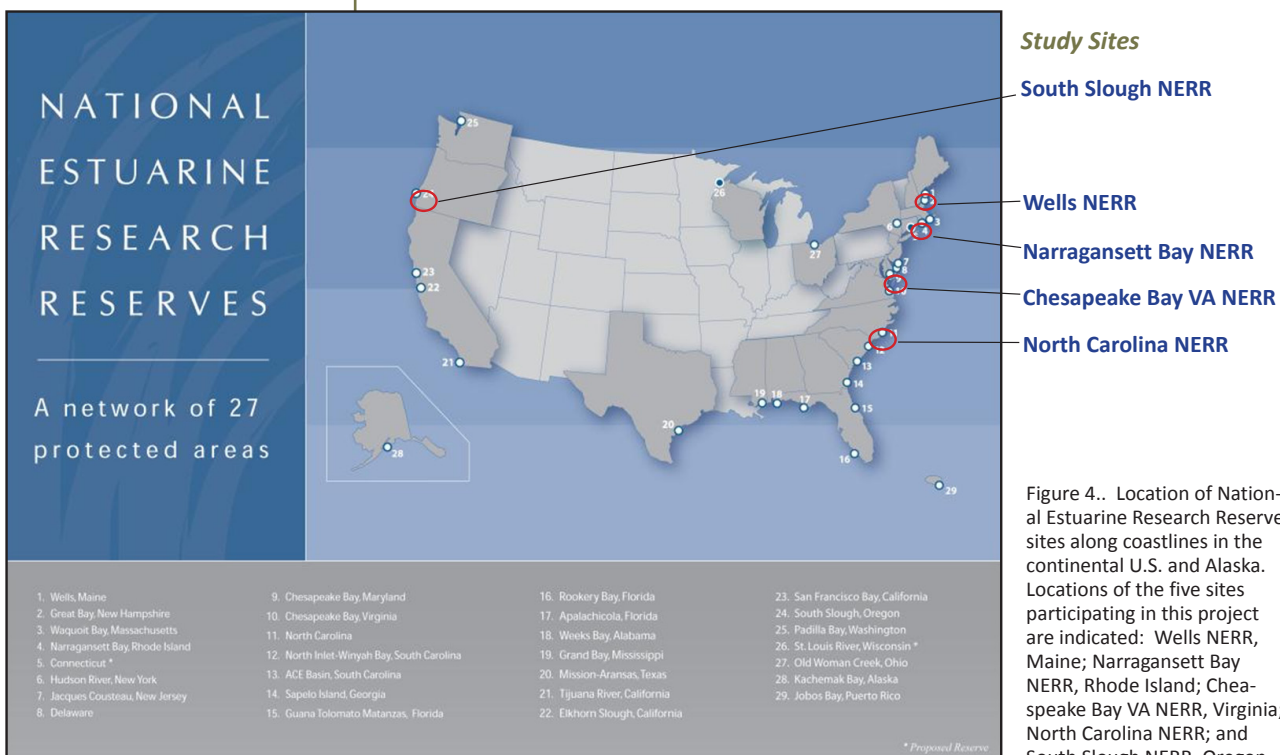 NATIONAL
ESTUARINE
RESEARCH
RESERVES
A network of 27
protected areas
25
24
23
22
21
26
27
1
3
6
4
7
8
9
10
11
12
13
14
15
16
17
18
19
20
28
29
Study Sites
South Slough NERR
Wells NERR
Narragansett Bay NERR
Chesapeake Bay VA NERR
North Carolina NERR
Figure 4.. Location of Nation-
al Estuarine Research Reserve
sites along coastlines in the
continental U.S. and Alaska.
Locations of the five sites
participating in this project
are indicated: Wells NERR,
Maine; Narragansett Bay
NERR, Rhode Island; Chea-
speake Bay VA NERR, Virginia;
North Carolina NERR; and
South Slough NERR, Oregon
1. Wells, Maine
2. Great Bay, New Hampshire
3. Waquoit Bay, Massachusetts
4. Narragansett Bay, Rhode Island
5. Connecticut *
6. Hudson River, New York
7. Jacques Cousteau, New Jersey
8. Delaware
9. Chesapeake Bay, Maryland
10. Chesapeake Bay, Virginia
11. North Carolina
12. North Inlet-Winyah Bay, South Carolina
13. ACE Basin, South Carolina
14. Sapelo Island, Georgia
15. Guana Tolomato Matanzas, Florida
16. Rookery Bay, Florida
17. Apalachicola, Florida
18. Weeks Bay, Alabama
19. Grand Bay, Mississippi
20. Mission-Aransas, Texas
21. Tijuana River, California
22. Elkhorn Slough, California
23. San Francisco Bay, California
24. South Slough, Oregon
25. Padilla Bay, Washington
26. St. Louis River, Wisconsin *
27. Old Woman Creek, Ohio
28. Kachemak Bay, Alaska
29. Jobos Bay, Puerto Rico
* Proposed Reserve